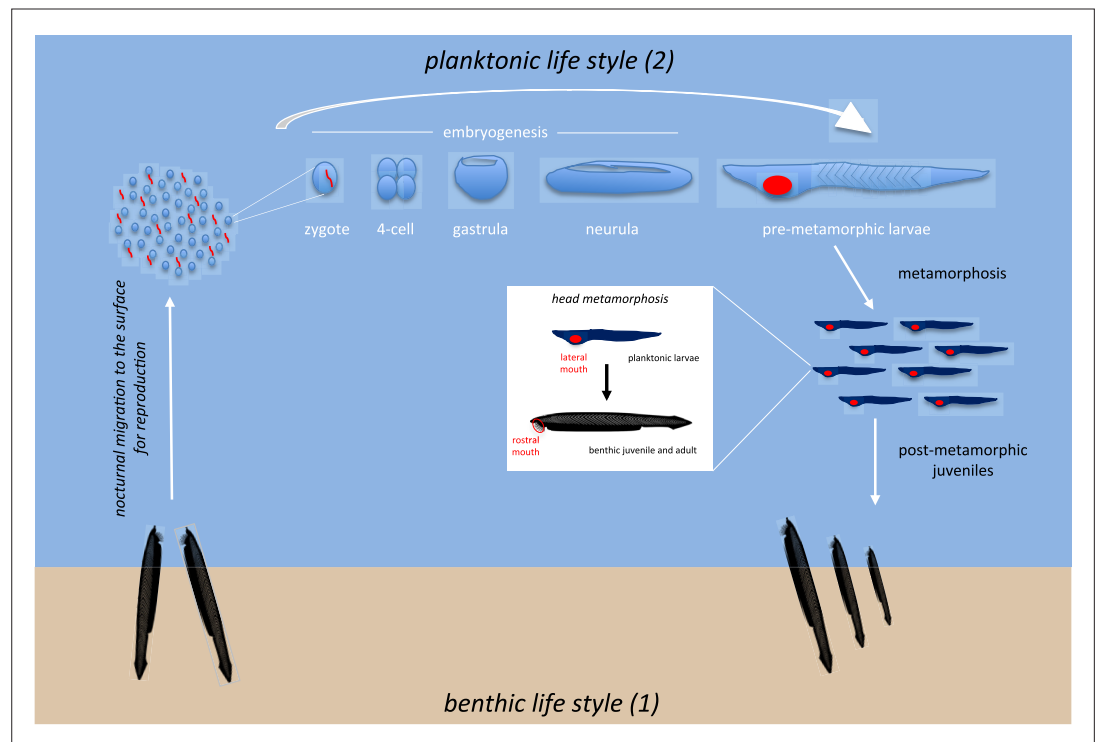 planktonic life style (2)
embryogenesis
zygote
4-cell
gastrula
neurula
pre-metamorphic larvae
metamorphosis
nocturnal migration to the surface
for reproduction
head metamorphosis
lateral
mouth
planktonic larvae
rostral
mouth
benthic juvenile and adult
post-metamorphic
juveniles
benthic life style (1)